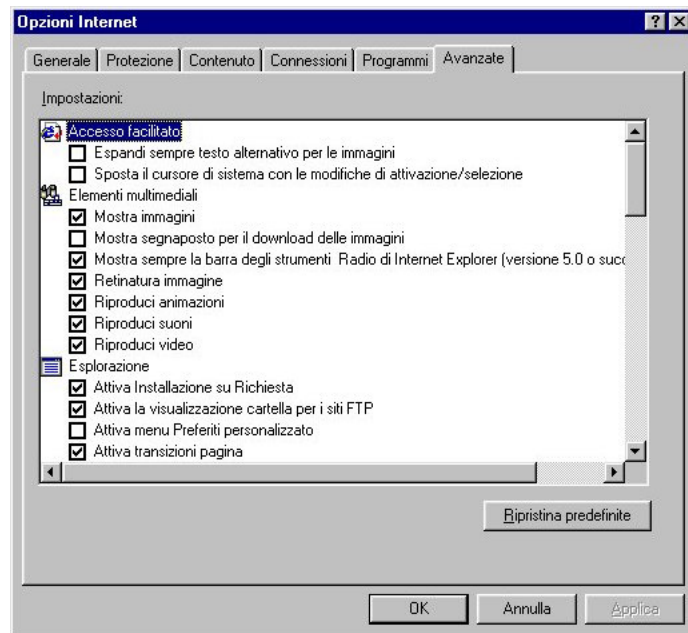 Opzioni Internet
Generale Protezione Contenuto Connessioni Programmi Avanzate
Impostazioni:
Accesso facilitato
Espandi sempre testo alternativo per le immagini
Sposta il cursore di sistema con le modifiche di attivazione/selezione
Elementi multimediali
Mostra immagini
Mostra segnaposto per il download delle immagini
Mostra sempre la barra degli strumenti Radio di Internet Explorer (versione 5.0 o succ
Retinatura immagine
Riproduci animazioni
Riproduci suoni
Riproduci video
Esplorazione
Attiva Installazione su Richiesta
Attiva la visualizzazione cartella per i siti FTP
Attiva menu Preferiti personalizzato
Attiva transizioni pagina
Ripristina predefinite
OK Annulla Applica